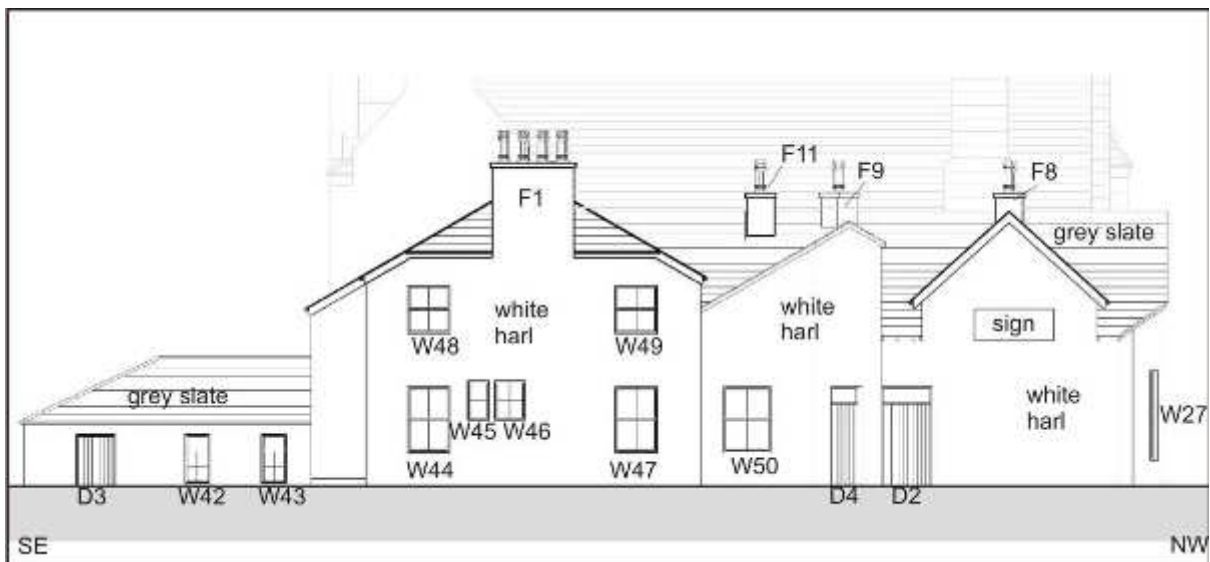 F1
F11
F9
F8
grey slate
white
harl
white
harl
sign
W48
W49
grey slate
white
harl
W27
W45
W46
W44
W47
W50
D3
W42
W43
D4
D2
SE
NW